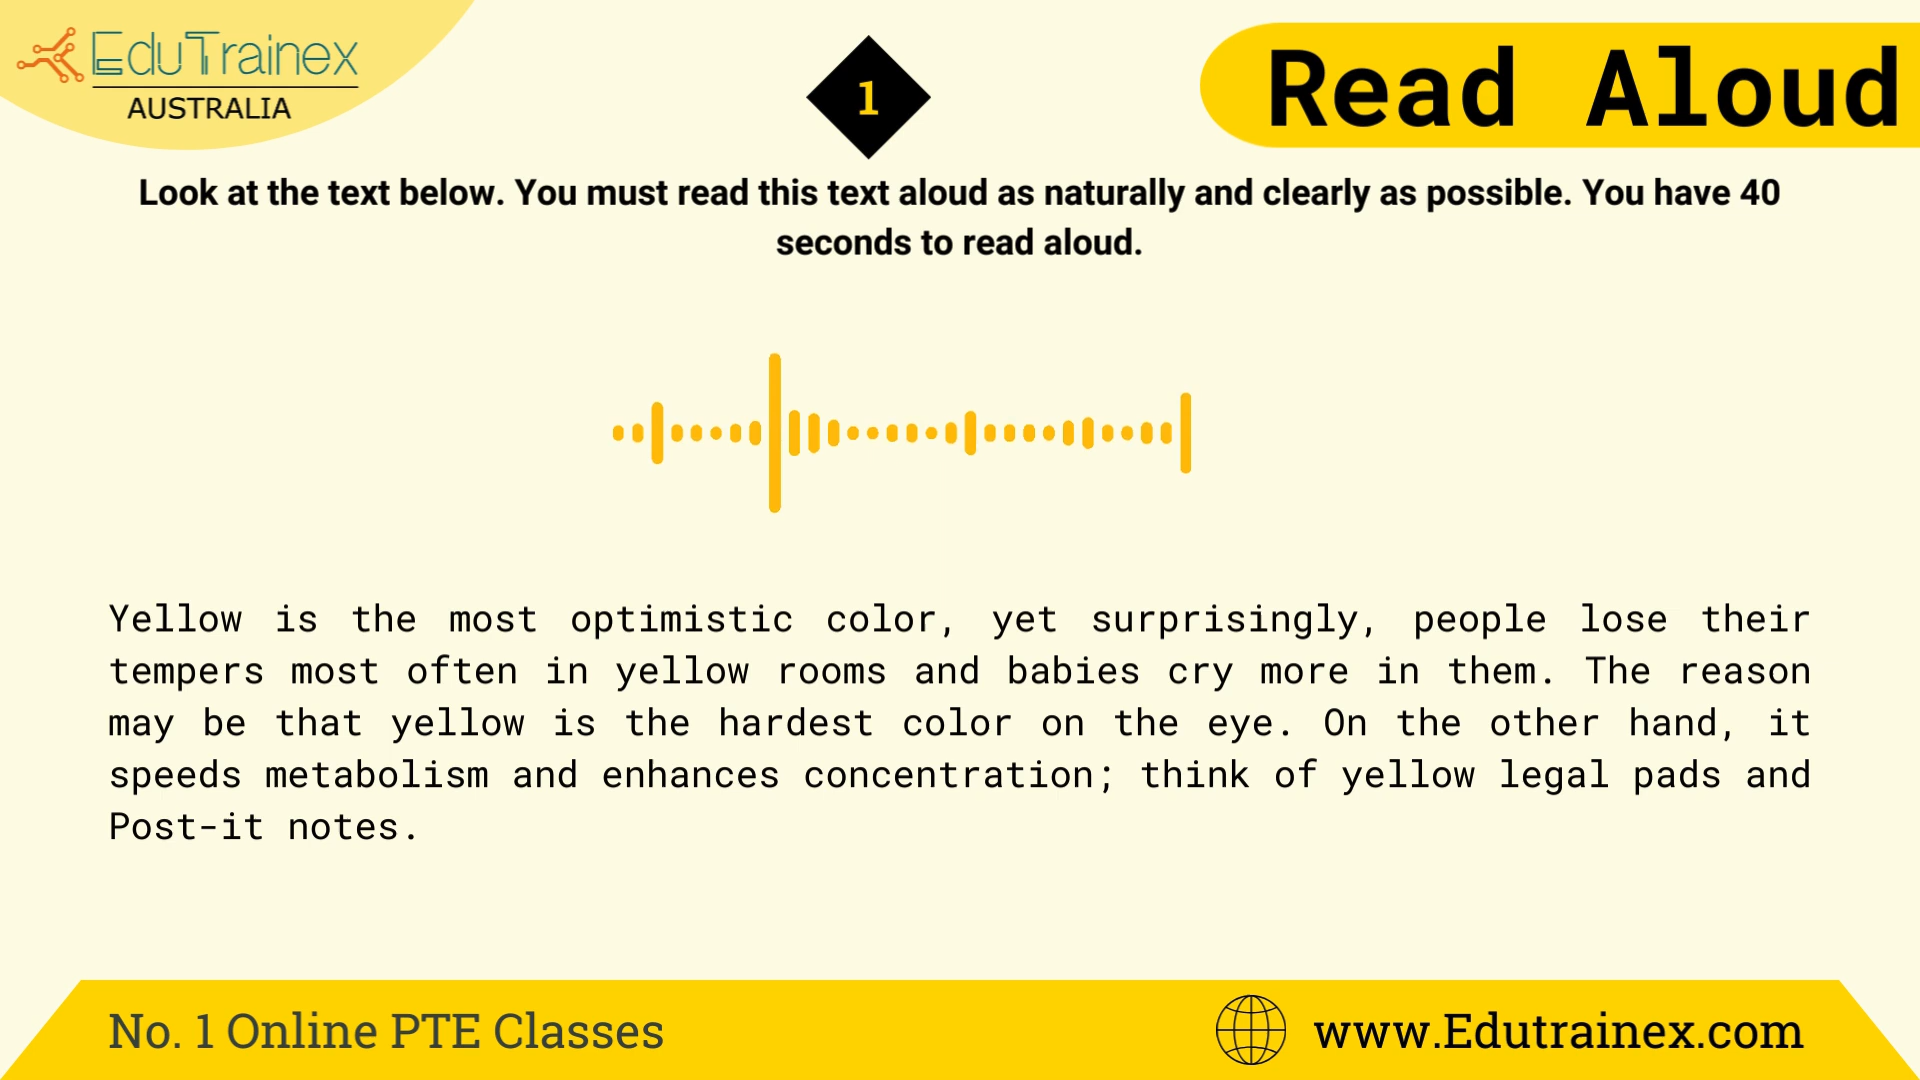 EduTrainex
AUSTRALIA
1
Read Aloud
Look at the text below. You must read this text aloud as naturally and clearly as possible. You have 40
seconds to read aloud.
Yellow is the most optimistic color, yet surprisingly, people lose their
tempers most often in yellow rooms and babies cry more in them. The reason
may be that yellow is the hardest color on the eye. On the other hand, it
speeds metabolism and enhances concentration; think of yellow legal pads and
Post-it notes.
No. 1 Online PTE Classes
www.Edutrainex.com